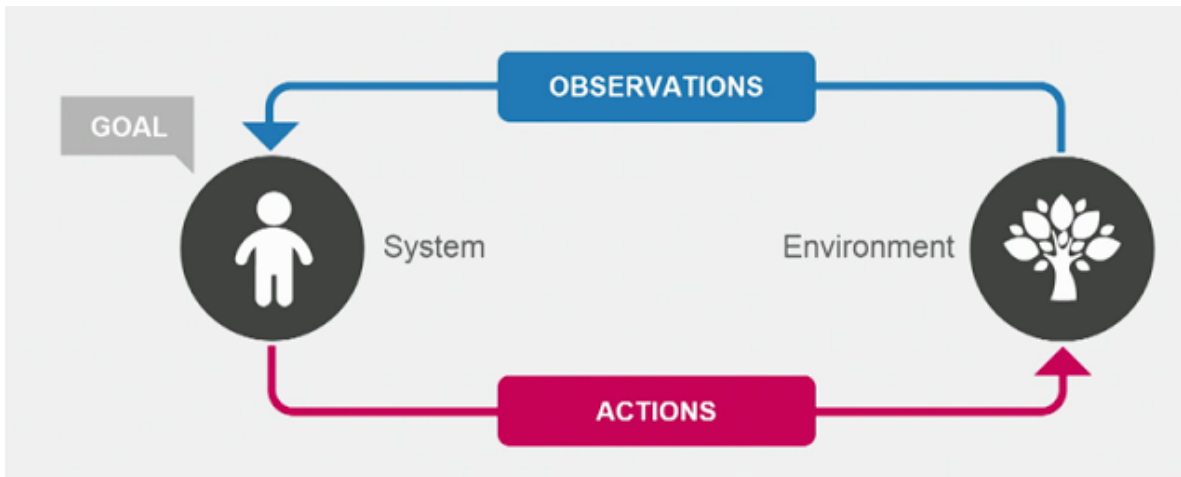 OBSERVATIONS
GOAL
System
Environment
ACTIONS